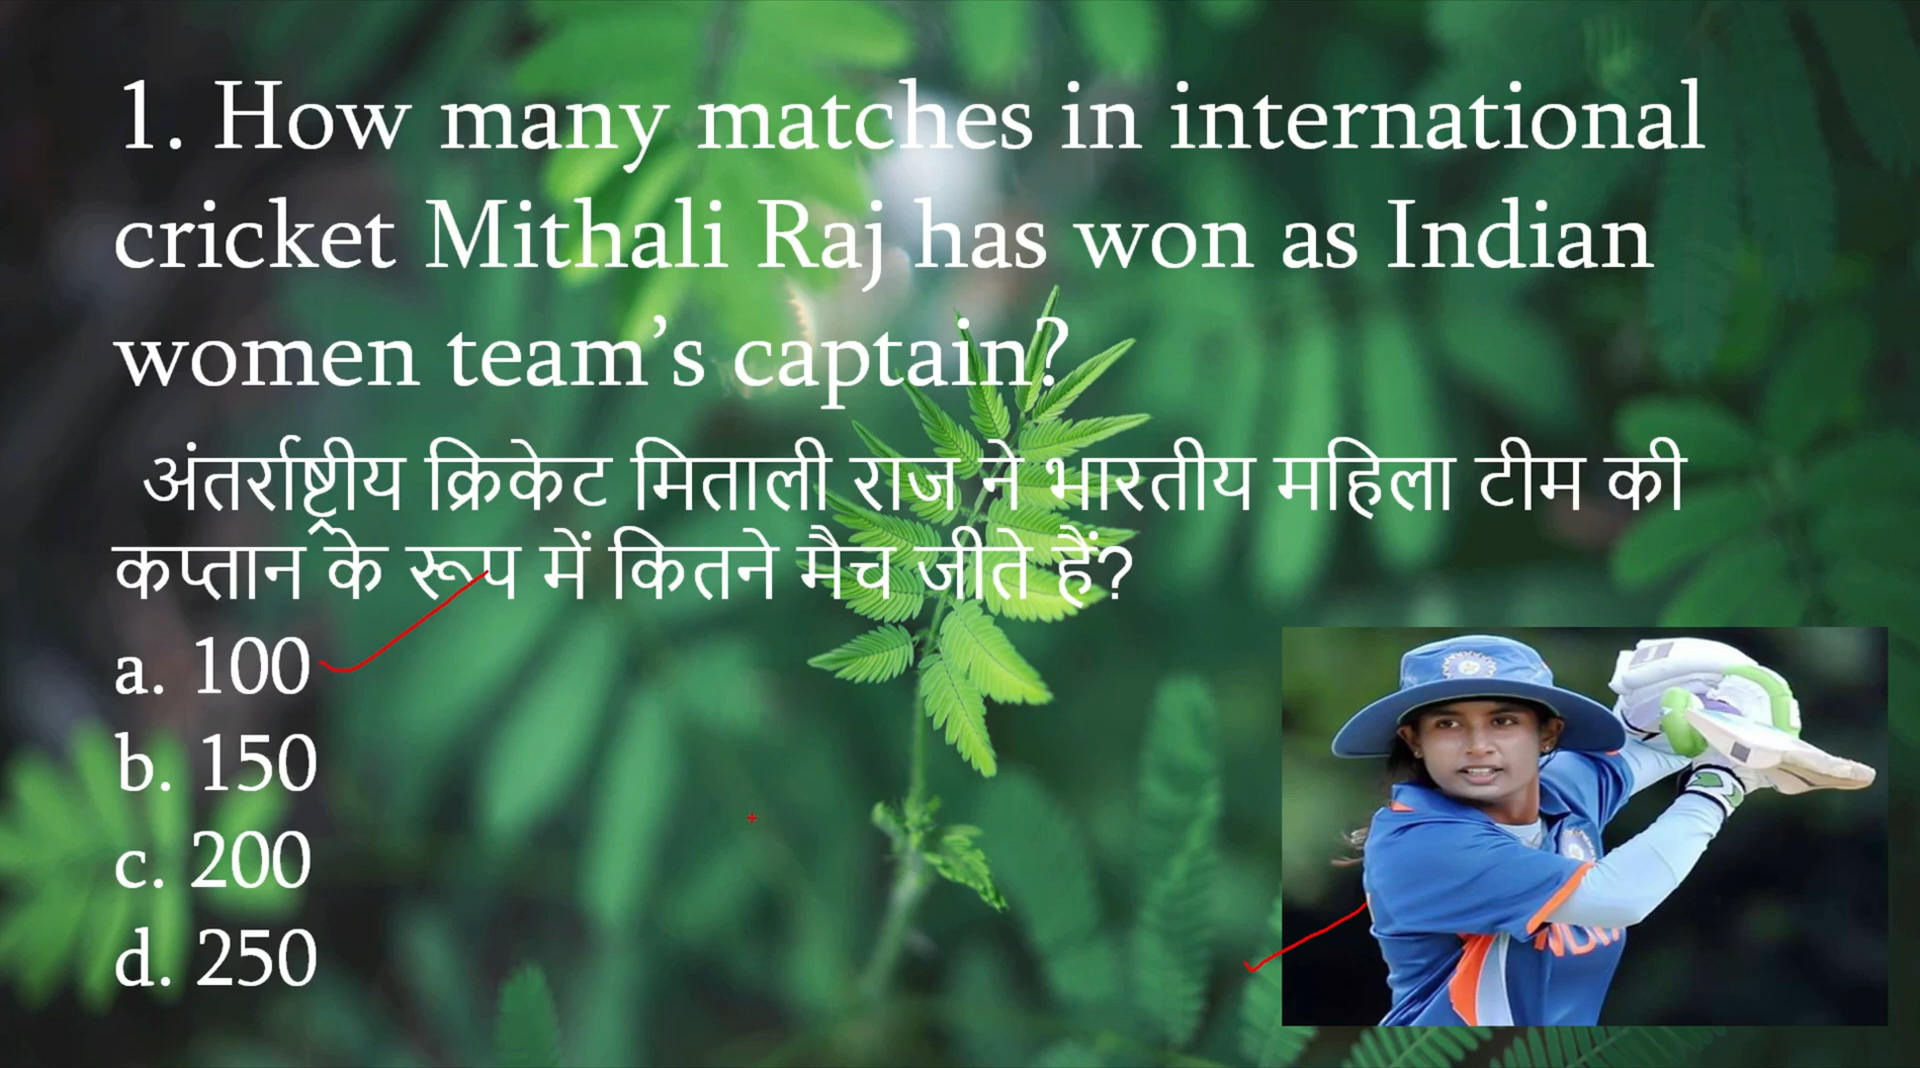 1. How many matches in international
cricket Mithali Raj has won as Indian
women team’s captain?
अंतर्राष्ट्रीय क्रिकेट मिताली राज ने भारतीय महिला टीम की
कप्तान के रूप में कितने मैच जीते हैं?
a. 100
b. 150
c. 200
d. 250
INDIA